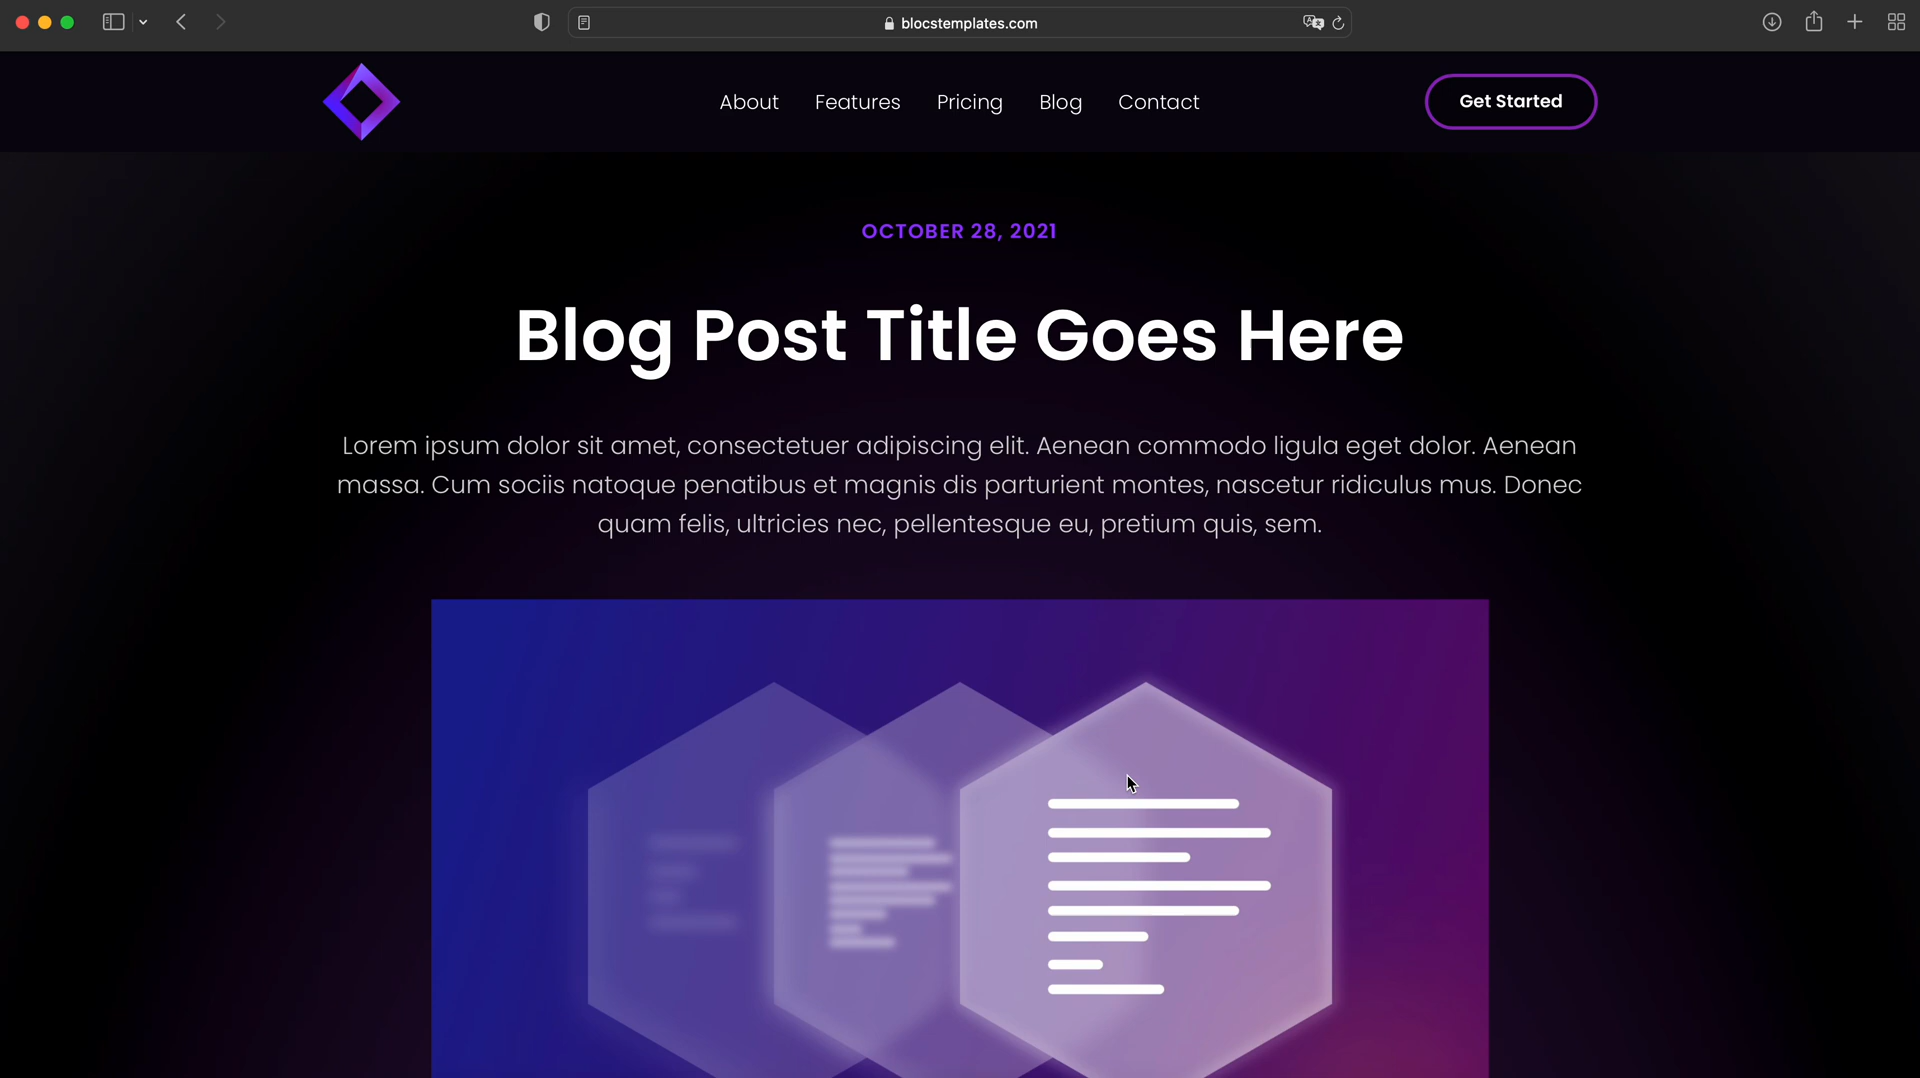 blocstemplates.com
About Features Pricing Blog Contact
Get Started
OCTOBER 28, 2021
Blog Post Title Goes Here
Lorem ipsum dolor sit amet, consectetuer adipiscing elit. Aenean commodo ligula eget dolor. Aenean
massa. Cum sociis natoque penatibus et magnis dis parturient montes, nascetur ridiculus mus. Donec
quam felis, ultricies nec, pellentesque eu, pretium quis, sem.